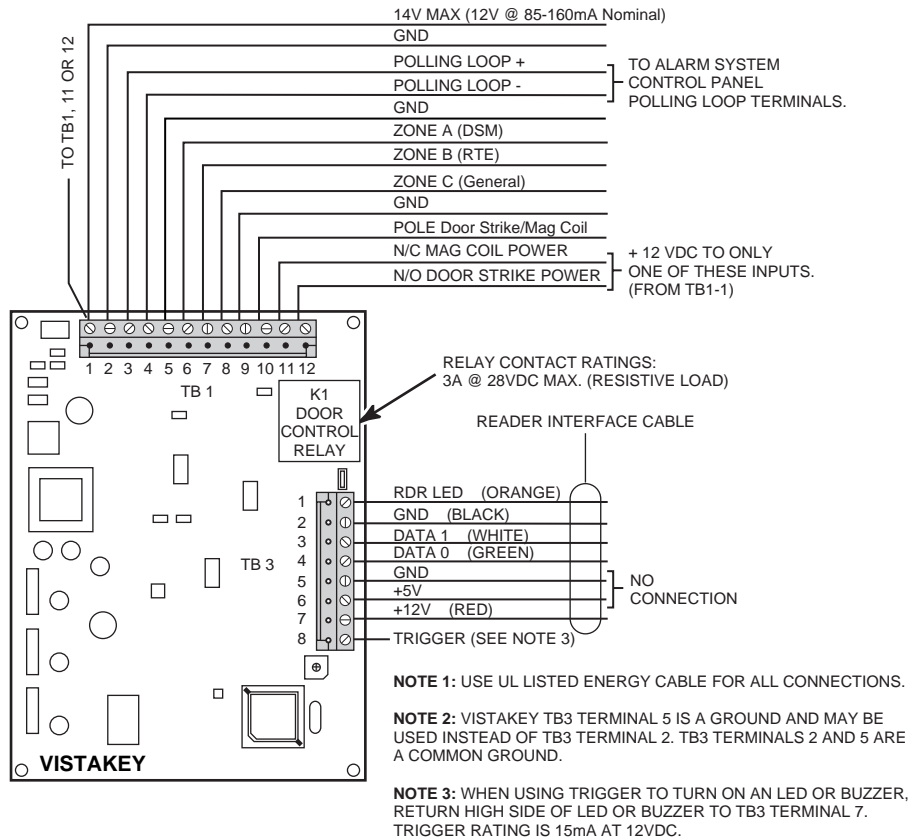 14V MAX (12V @ 85-160mA Nominal)
GND
POLLING LOOP +
POLLING LOOP -
TO ALARM SYSTEM
CONTROL PANEL
POLLING LOOP TERMINALS.
GND
ZONE A (DSM)
ZONE B (RTE)
ZONE C (General)
GND
POLE Door Strike/Mag Coil
N/C MAG COIL POWER
N/O DOOR STRIKE POWER
+ 12 VDC TO ONLY
ONE OF THESE INPUTS.
(FROM TB1-1)
TO TB1, 11 OR 12
1 2 3 4 5 6 7 8 9 10 11 12
TB 1
K1
DOOR
CONTROL
RELAY
RELAY CONTACT RATINGS:
3A @ 28VDC MAX. (RESISTIVE LOAD)
READER INTERFACE CABLE
TB 3
1 RDR LED (ORANGE)
2 GND (BLACK)
3 DATA 1 (WHITE)
4 DATA 0 (GREEN)
5 GND
6 +5V
7 +12V (RED)
8 TRIGGER (SEE NOTE 3)
NO
CONNECTION
VISTAKEY
NOTE 1: USE UL LISTED ENERGY CABLE FOR ALL CONNECTIONS.
NOTE 2: VISTAKEY TB3 TERMINAL 5 IS A GROUND AND MAY BE
USED INSTEAD OF TB3 TERMINAL 2. TB3 TERMINALS 2 AND 5 ARE
A COMMON GROUND.
NOTE 3: WHEN USING TRIGGER TO TURN ON AN LED OR BUZZER,
RETURN HIGH SIDE OF LED OR BUZZER TO TB3 TERMINAL 7.
TRIGGER RATING IS 15mA AT 12VDC.